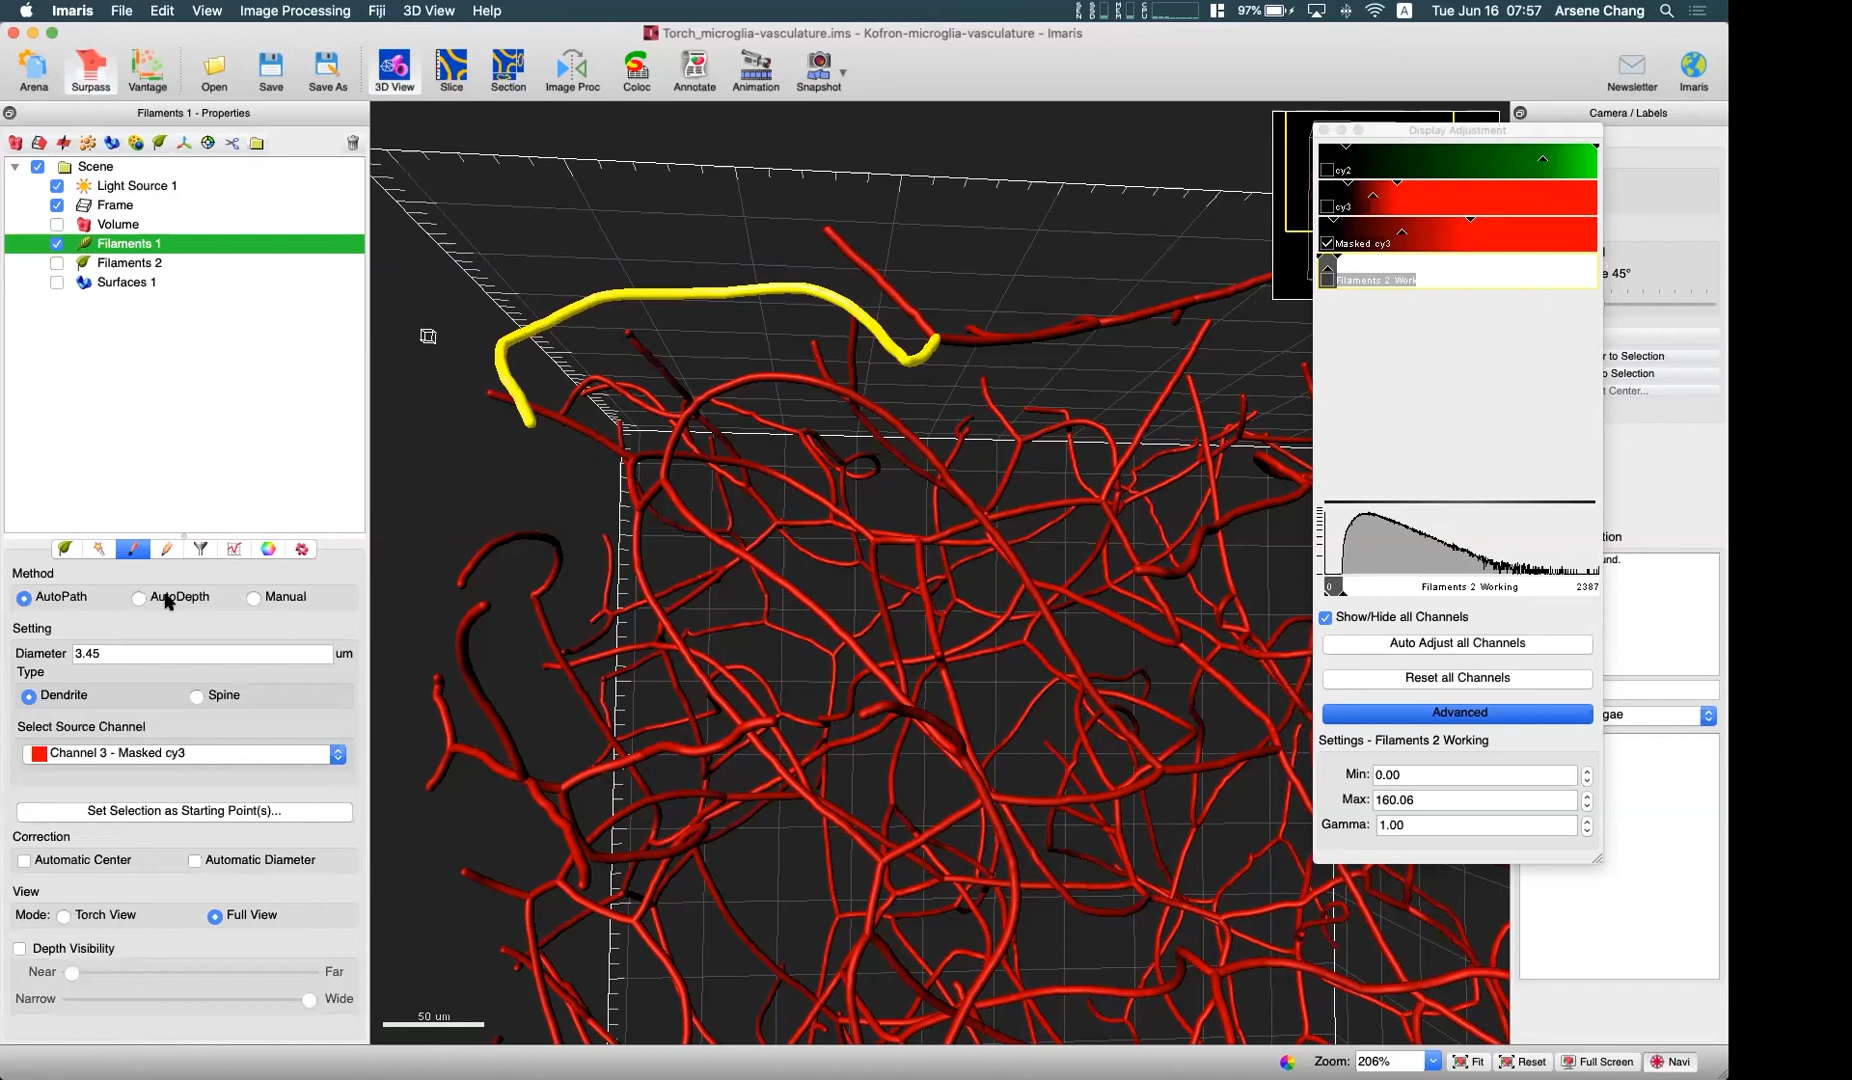 Imaris File Edit View Image Processing Fiji 3D View Help 97% A Tue Jun 16 07:57 Arsene Chang
Torch_microglia-vasculature.ims - Kofron-microglia-vasculature - Imaris
Arena Surpass Vantage Open Save Save As 3D View Slice Section Image Proc Coloc Annotate Animation Snapshot Newsletter Imaris
Filaments 1 - Properties
Camera / Labels
Display Adjustment
Scene
Light Source 1
Frame
Volume
Filaments 1
Filaments 2
Surfaces 1
cy2
cy3
Masked cy3
Filaments 2 Work
e 45°
r to Selection
o Selection
t Center...
tion
und.
0 Filaments 2 Working 2387
Show/Hide all Channels
Auto Adjust all Channels
Reset all Channels
Advanced
gae
Settings - Filaments 2 Working
Min: 0.00
Max: 160.06
Gamma: 1.00
Method
AutoPath AutoDepth Manual
Setting
Diameter 3.45 um
Type
Dendrite Spine
Select Source Channel
Channel 3 - Masked cy3
Set Selection as Starting Point(s)...
Correction
Automatic Center Automatic Diameter
View
Mode: Torch View Full View
Depth Visibility
Near Far
Narrow Wide
50 um
Zoom: 206% Fit Reset Full Screen Navi